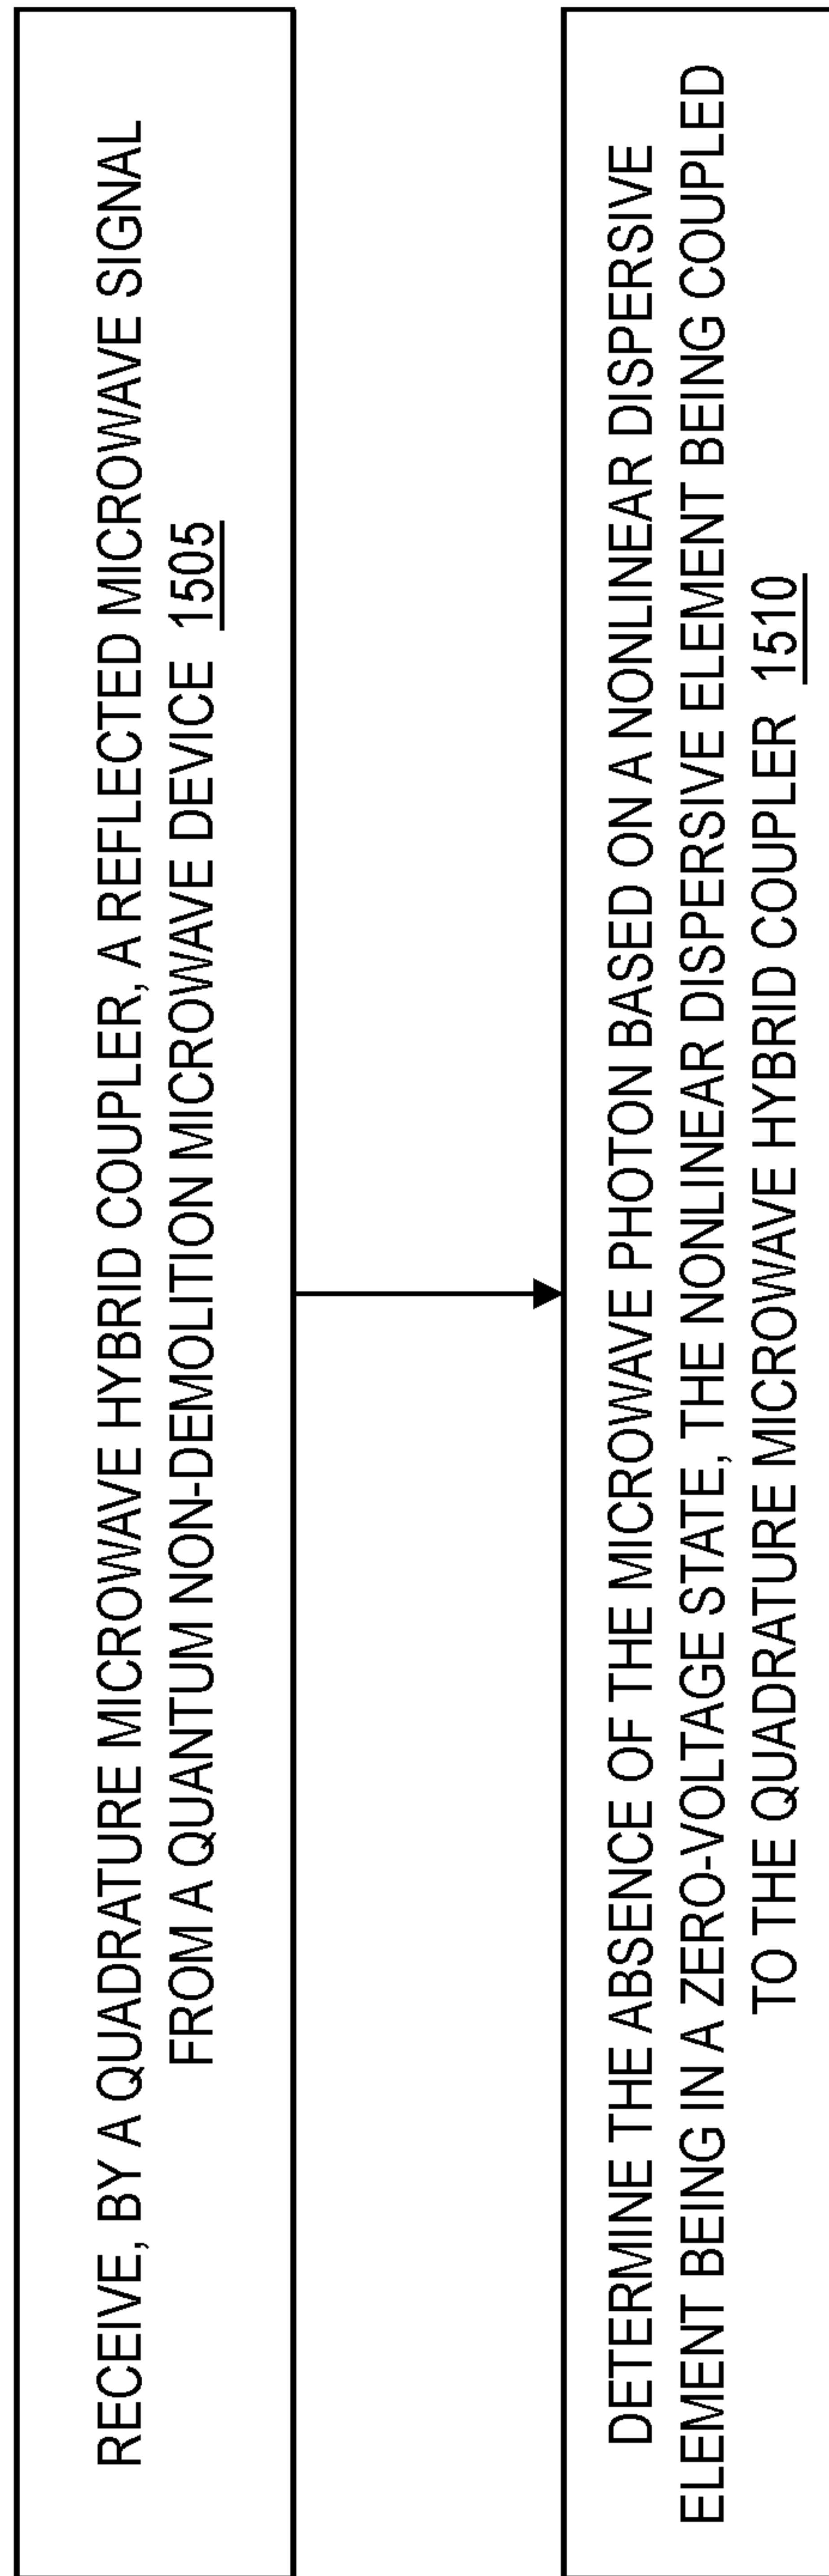 RECEIVE, BY A QUADRATURE MICROWAVE HYBRID COUPLER, A REFLECTED MICROWAVE SIGNAL
FROM A QUANTUM NON-DEMOLITION MICROWAVE DEVICE 1505
DETERMINE THE ABSENCE OF THE MICROWAVE PHOTON BASED ON A NONLINEAR DISPERSIVE
ELEMENT BEING IN A ZERO-VOLTAGE STATE, THE NONLINEAR DISPERSIVE ELEMENT BEING COUPLED
TO THE QUADRATURE MICROWAVE HYBRID COUPLER 1510